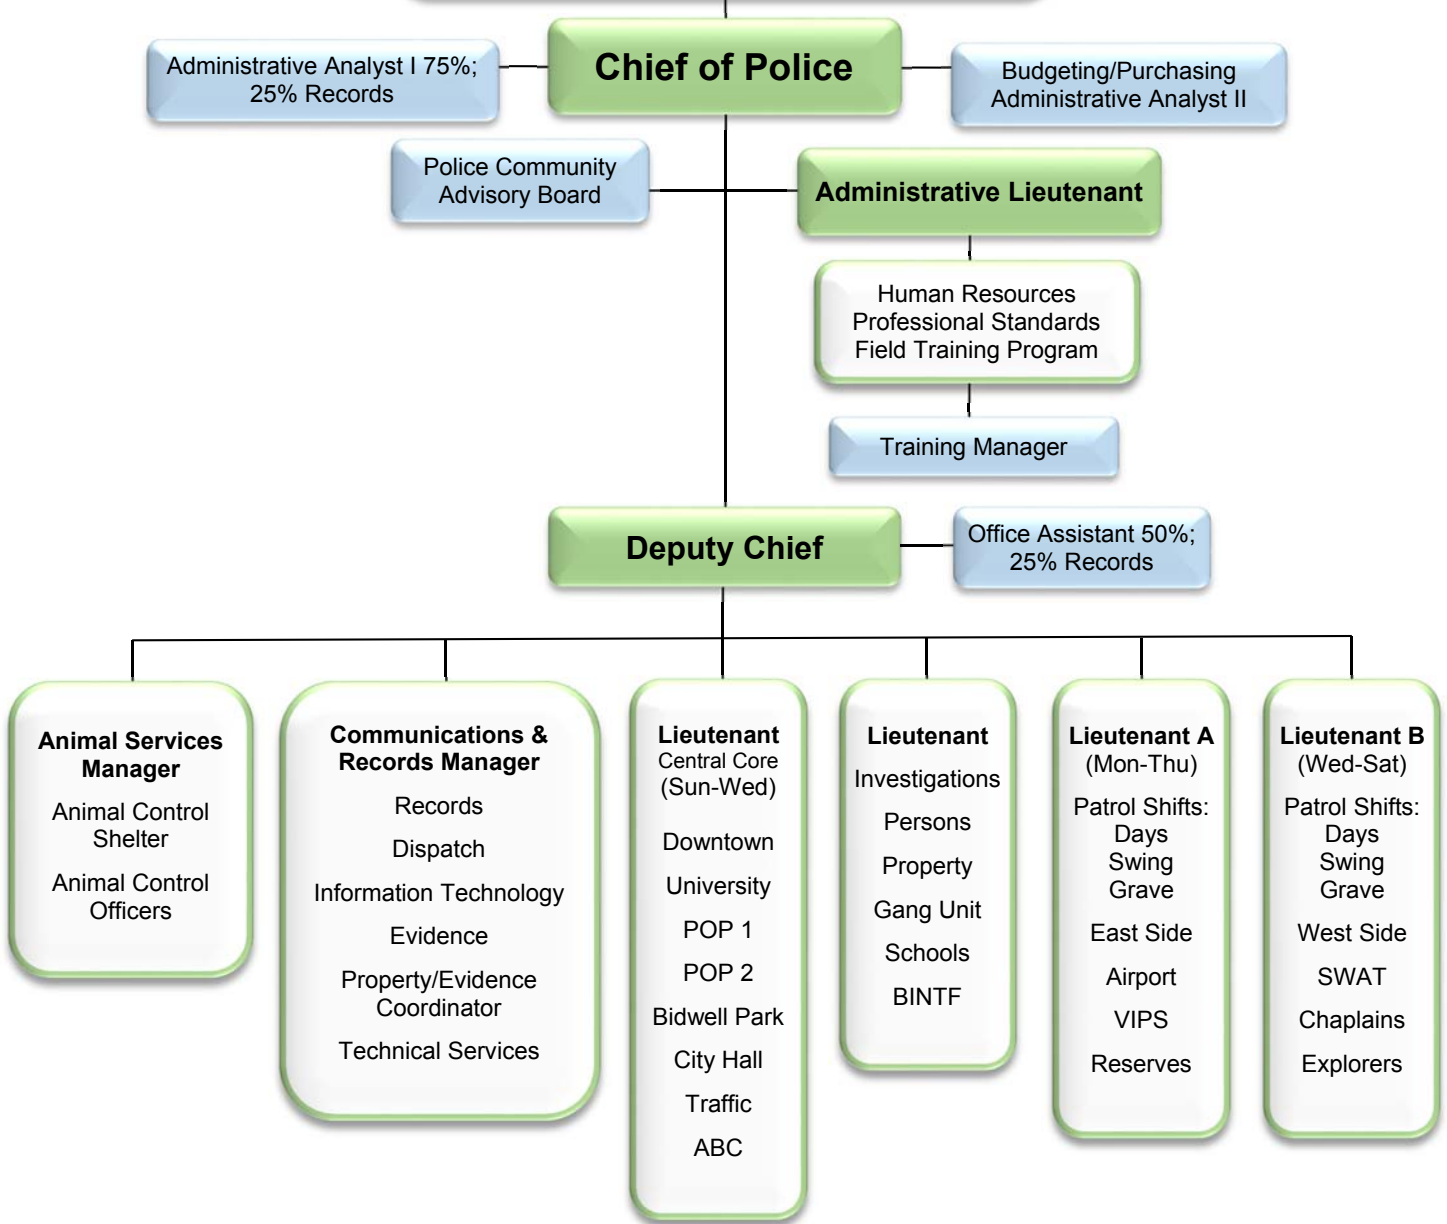 Administrative Analyst I 75%;
25% Records
Chief of Police
Budgeting/Purchasing
Administrative Analyst II
Police Community
Advisory Board
Administrative Lieutenant
Human Resources
Professional Standards
Field Training Program
Training Manager
Deputy Chief
Office Assistant 50%;
25% Records
Animal Services
Manager
Animal Control
Shelter
Animal Control
Officers
Communications &
Records Manager
Records
Dispatch
Information Technology
Evidence
Property/Evidence
Coordinator
Technical Services
Lieutenant
Central Core
(Sun-Wed)
Downtown
University
POP 1
POP 2
Bidwell Park
City Hall
Traffic
ABC
Lieutenant
Investigations
Persons
Property
Gang Unit
Schools
BINTF
Lieutenant A
(Mon-Thu)
Patrol Shifts:
Days
Swing
Grave
East Side
Airport
VIPS
Reserves
Lieutenant B
(Wed-Sat)
Patrol Shifts:
Days
Swing
Grave
West Side
SWAT
Chaplains
Explorers